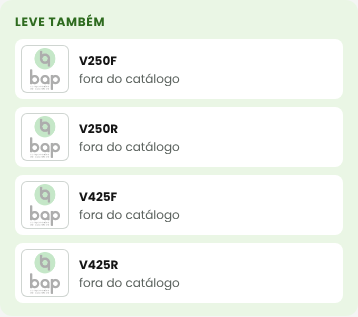 LEVE TAMBÉM
bap
V250F
fora do catálogo
bap
V250R
fora do catálogo
bap
V425F
fora do catálogo
bap
V425R
fora do catálogo